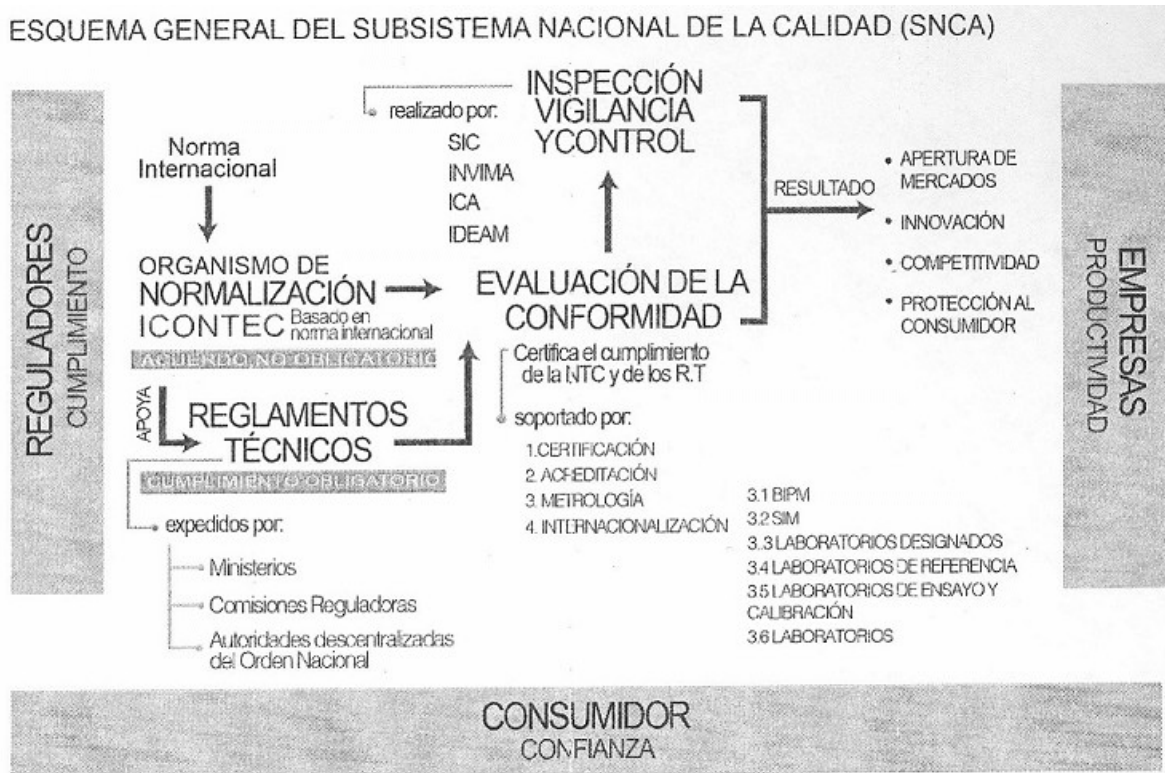 ESQUEMA GENERAL DEL SUBSISTEMA NACIONAL DE LA CALIDAD (SNCA)
REGULADORES
CUMPLIMIENTO
Norma
Internacional
ORGANISMO DE
NORMALIZACIÓN
ICONTEC Basado en
norma internacional
ACUERDO NO OBLIGATORIO
APOYA
REGLAMENTOS
TÉCNICOS
CUMPLIMIENTO OBLIGATORIO
expedidos por:
Ministerios
Comisiones Reguladoras
Autoridades descentralizadas
del Orden Nacional
INSPECCIÓN
VIGILANCIA
YCONTROL
realizado por:
SIC
INVIMA
ICA
IDEAM
EVALUACIÓN DE LA
CONFORMIDAD
Certifica el cumplimiento
de la NTC y de los R.T
soportado por:
1.CERTIFICACIÓN
2. ACREDITACIÓN
3. METROLOGÍA
4. INTERNACIONALIZACIÓN
3.1 BIPM
3.2 SIM
3.3 LABORATORIOS DESIGNADOS
3.4 LABORATORIOS DE REFERENCIA
3.5 LABORATORIOS DE ENSAYO Y
CALIBRACIÓN
3.6 LABORATORIOS
RESULTADO
• APERTURA DE
MERCADOS
• INNOVACIÓN
• COMPETITIVIDAD
• PROTECCIÓN AL
CONSUMIDOR
EMPRESAS
PRODUCTIVIDAD
CONSUMIDOR
CONFIANZA